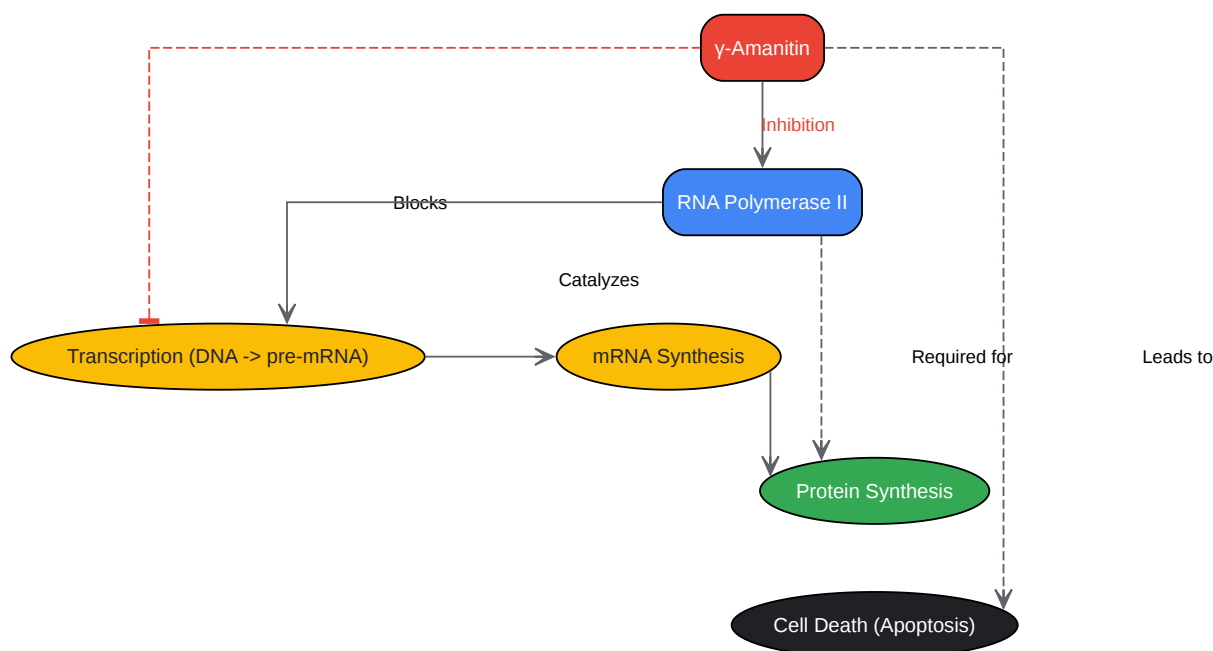 γ-Amanitin
Inhibition
RNA Polymerase II
Blocks
Catalyzes
Transcription (DNA -> pre-mRNA)
mRNA Synthesis
Required for
Leads to
Protein Synthesis
Cell Death (Apoptosis)